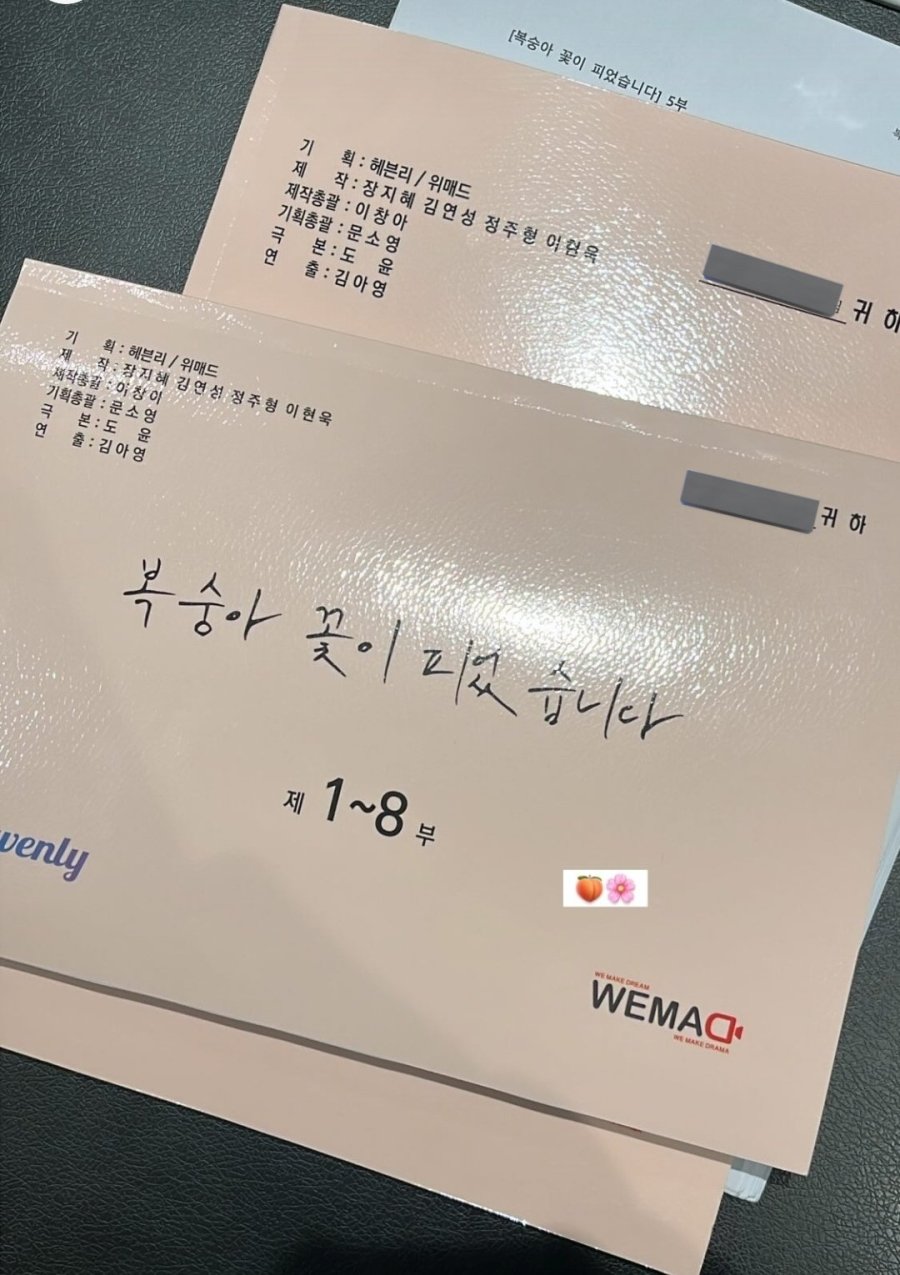 [복숭아 꽃이 피었습니다] 5부
기 획 : 헤븐리 / 위매드
제 작 : 장지혜 김연성 정주형 이현욱
제작총괄 : 이창아
기획총괄 : 문소영
극 본 : 도 윤
연 출 : 김아영
귀 하
기 획 : 헤븐리 / 위매드
제 작 : 장지혜 김연성 정주형 이현욱
제작총괄 : 이창아
기획총괄 : 문소영
극 본 : 도 윤
연 출 : 김아영
귀 하
복숭아 꽃이 피었습니다
제 1~8 부
venly
WE MAKE DREAM
WEMAD
WE MAKE DRAMA